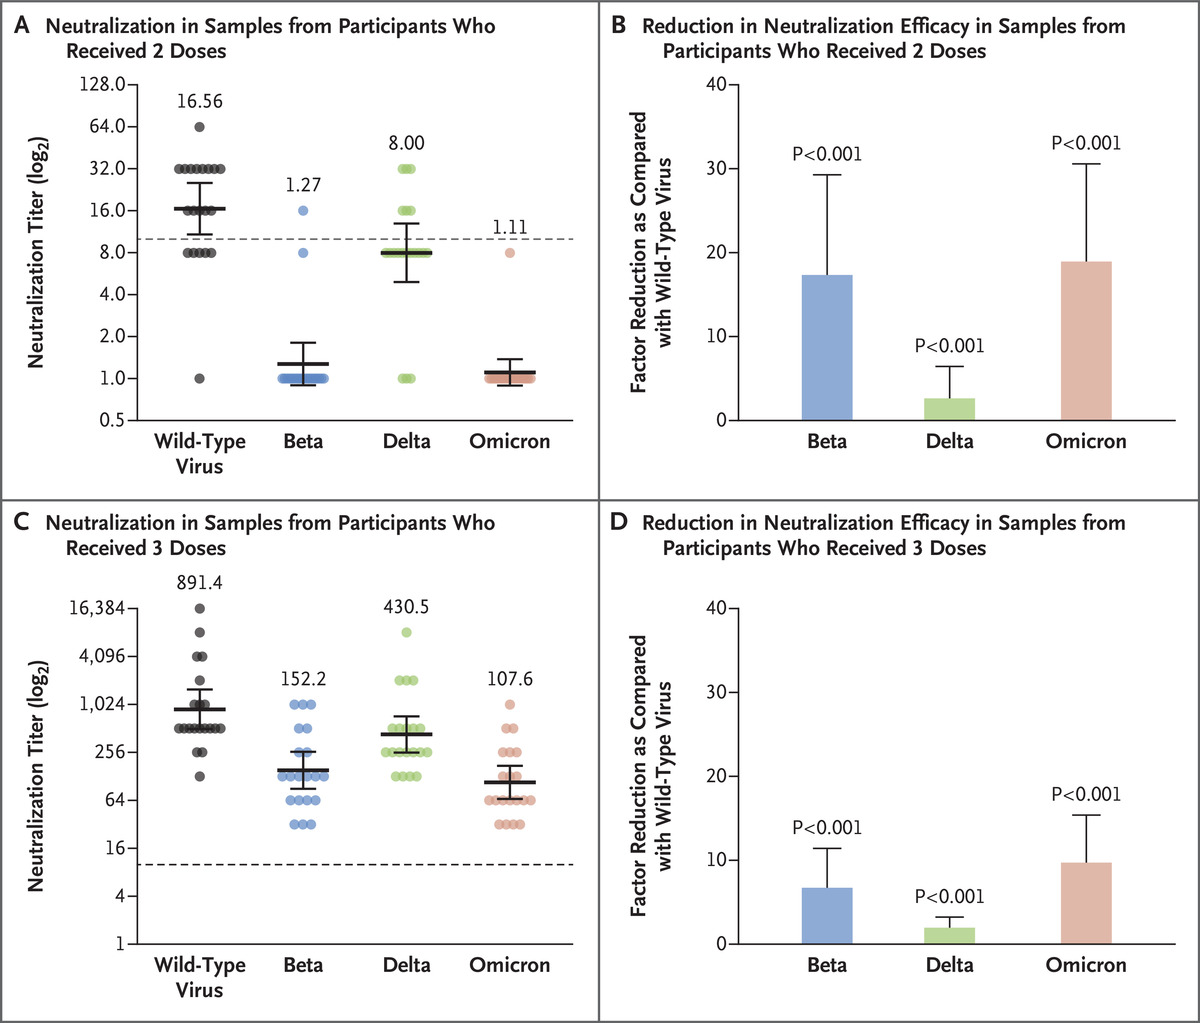 A Neutralization in Samples from Participants Who
Received 2 Doses
Neutralization Titer (log₂)
128.0
64.0
32.0
16.0
8.0
4.0
2.0
1.0
0.5
16.56
1.27
8.00
1.11
Wild-Type
Virus
Beta
Delta
Omicron
B Reduction in Neutralization Efficacy in Samples from
Participants Who Received 2 Doses
Factor Reduction as Compared
with Wild-Type Virus
40
30
20
10
0
P<0.001
P<0.001
P<0.001
Beta
Delta
Omicron
C Neutralization in Samples from Participants Who
Received 3 Doses
Neutralization Titer (log₂)
16,384
4,096
1,024
256
64
16
4
1
891.4
152.2
430.5
107.6
Wild-Type
Virus
Beta
Delta
Omicron
D Reduction in Neutralization Efficacy in Samples from
Participants Who Received 3 Doses
Factor Reduction as Compared
with Wild-Type Virus
40
30
20
10
0
P<0.001
P<0.001
P<0.001
Beta
Delta
Omicron